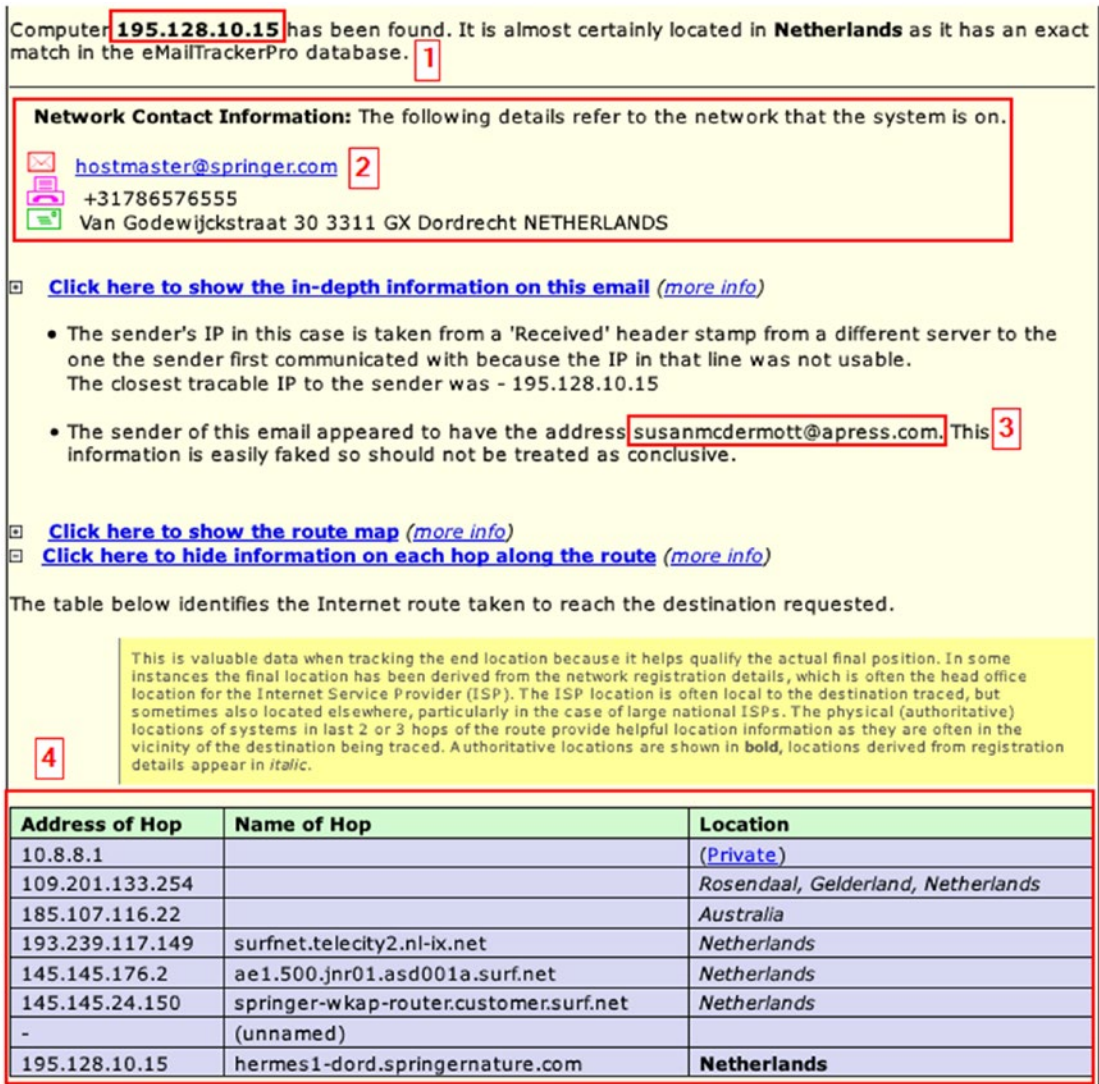 Computer 195.128.10.15 has been found. It is almost certainly located in Netherlands as it has an exact
match in the eMailTrackerPro database. 1
Network Contact Information: The following details refer to the network that the system is on.
hostmaster@springer.com 2
+31786576555
Van Godewijckstraat 30 3311 GX Dordrecht NETHERLANDS
Click here to show the in-depth information on this email (more info)
• The sender's IP in this case is taken from a 'Received' header stamp from a different server to the
one the sender first communicated with because the IP in that line was not usable.
The closest tracable IP to the sender was - 195.128.10.15
• The sender of this email appeared to have the address susanmcdermott@apress.com. This 3
information is easily faked so should not be treated as conclusive.
Click here to show the route map (more info)
Click here to hide information on each hop along the route (more info)
The table below identifies the Internet route taken to reach the destination requested.
This is valuable data when tracking the end location because it helps qualify the actual final position. In some
instances the final location has been derived from the network registration details, which is often the head office
location for the Internet Service Provider (ISP). The ISP location is often local to the destination traced, but
sometimes also located elsewhere, particularly in the case of large national ISPs. The physical (authoritative)
locations of systems in last 2 or 3 hops of the route provide helpful location information as they are often in the
vicinity of the destination being traced. Authoritative locations are shown in bold, locations derived from registration
details appear in italic.
4
Address of Hop Name of Hop Location
10.8.8.1 (Private)
109.201.133.254 Rosendaal, Gelderland, Netherlands
185.107.116.22 Australia
193.239.117.149 surfnet.telecity2.nl-ix.net Netherlands
145.145.176.2 ae1.500.jnr01.asd001a.surf.net Netherlands
145.145.24.150 springer-wkap-router.customer.surf.net Netherlands
- (unnamed)
195.128.10.15 hermes1-dord.springernature.com Netherlands